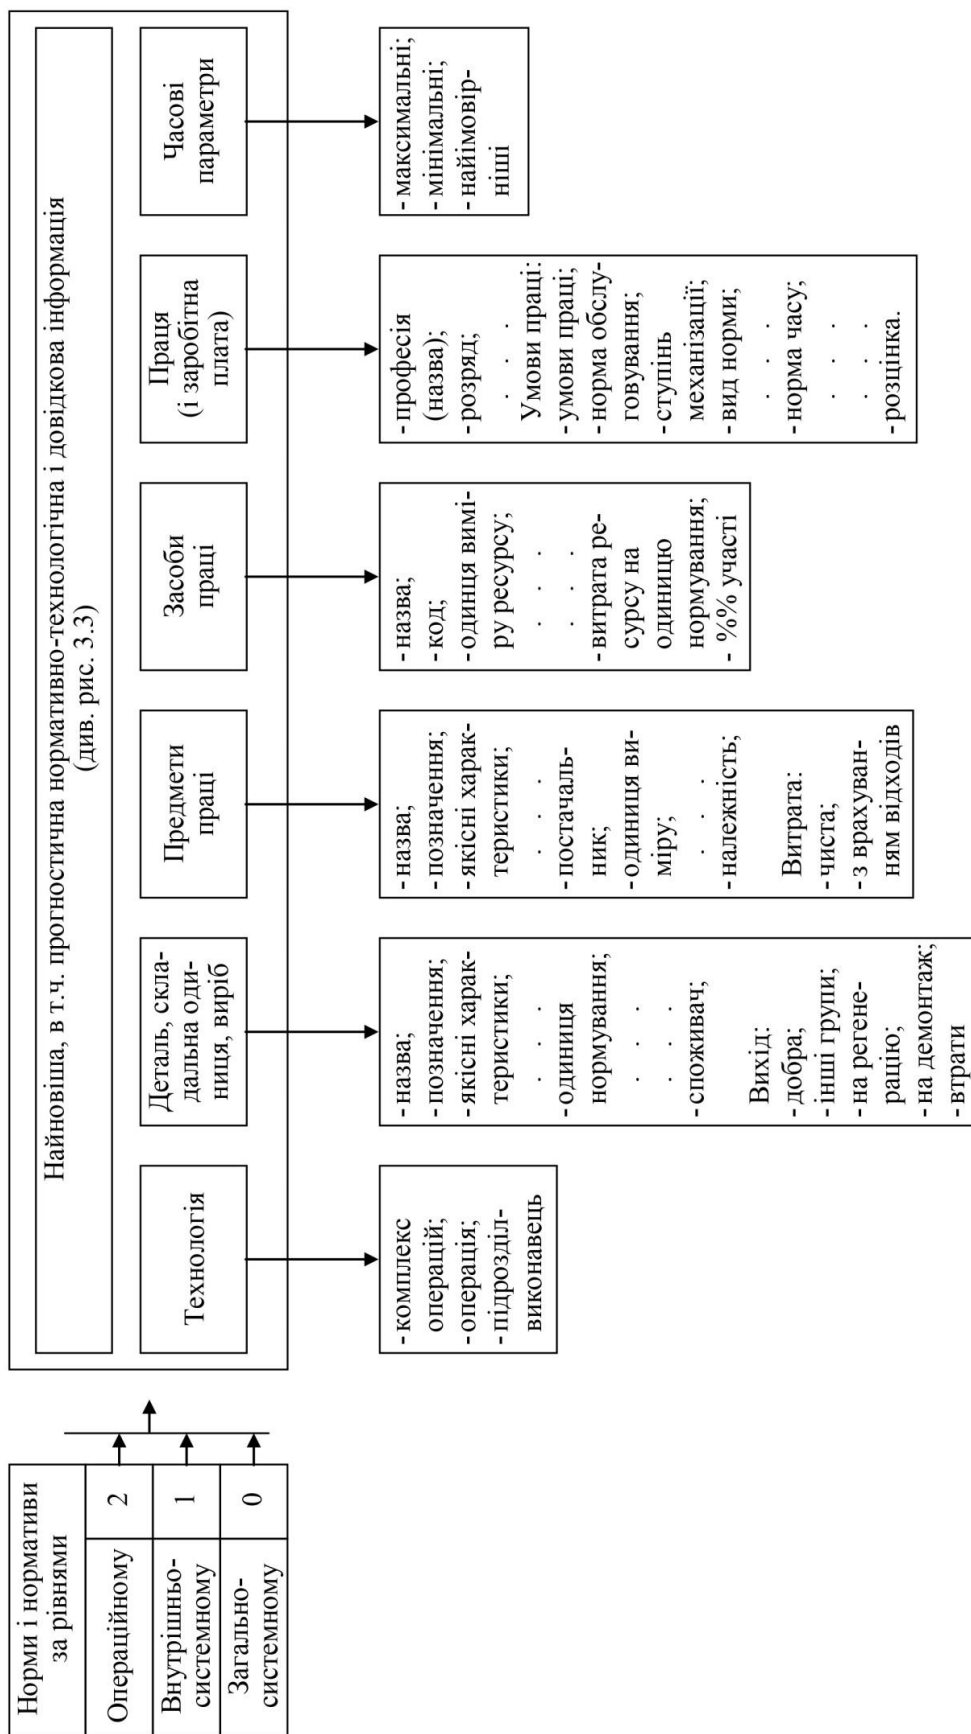 Норми і нормативи
за рівнями
Операційному
2
Внутрішньо-
системному
1
Загально-
системному
0
Найновіша, в т.ч. прогностична нормативно-технологічна і довідкова інформація
(див. рис. 3.3)
Технологія
Деталь, скла-
дальна оди-
ниця, виріб
Предмети
праці
Засоби
праці
Праця
(і заробітна
плата)
Часові
параметри
-комплекс
операцій;
-операція;
-підрозділ-
виконавець
-назва;
-позначення;
-якісні харак-
теристики;
. . . .
-одиниця
нормування;
. . . .
. . .
-споживач;
Вихід:
-добра;
-інші групи;
-на регене-
рацію;
-на демонтаж;
-втрати
-назва;
-позначення;
-якісні харак-
теристики;
. . . .
-постачаль-
ник;
-одиниця ви-
міру;
. . .
-належність;
Витрата:
-чиста;
-з врахуван-
ням відходів
-назва;
-код;
-одинця вимі-
ру ресурсу;
. . . .
. . .
-витрата ре-
сурсу на
одиницю
нормування;
- %% участі
-професія
(назва);
-розряд;
. . .
Умови праці:
-умови праці;
-норма обслу-
говування;
-ступінь
механізації;
-вид норми;
. . . .
-норма часу;
. . . .
. . .
-розцінка.
-максимальні;
-мінімальні;
-найімовір-
ніші